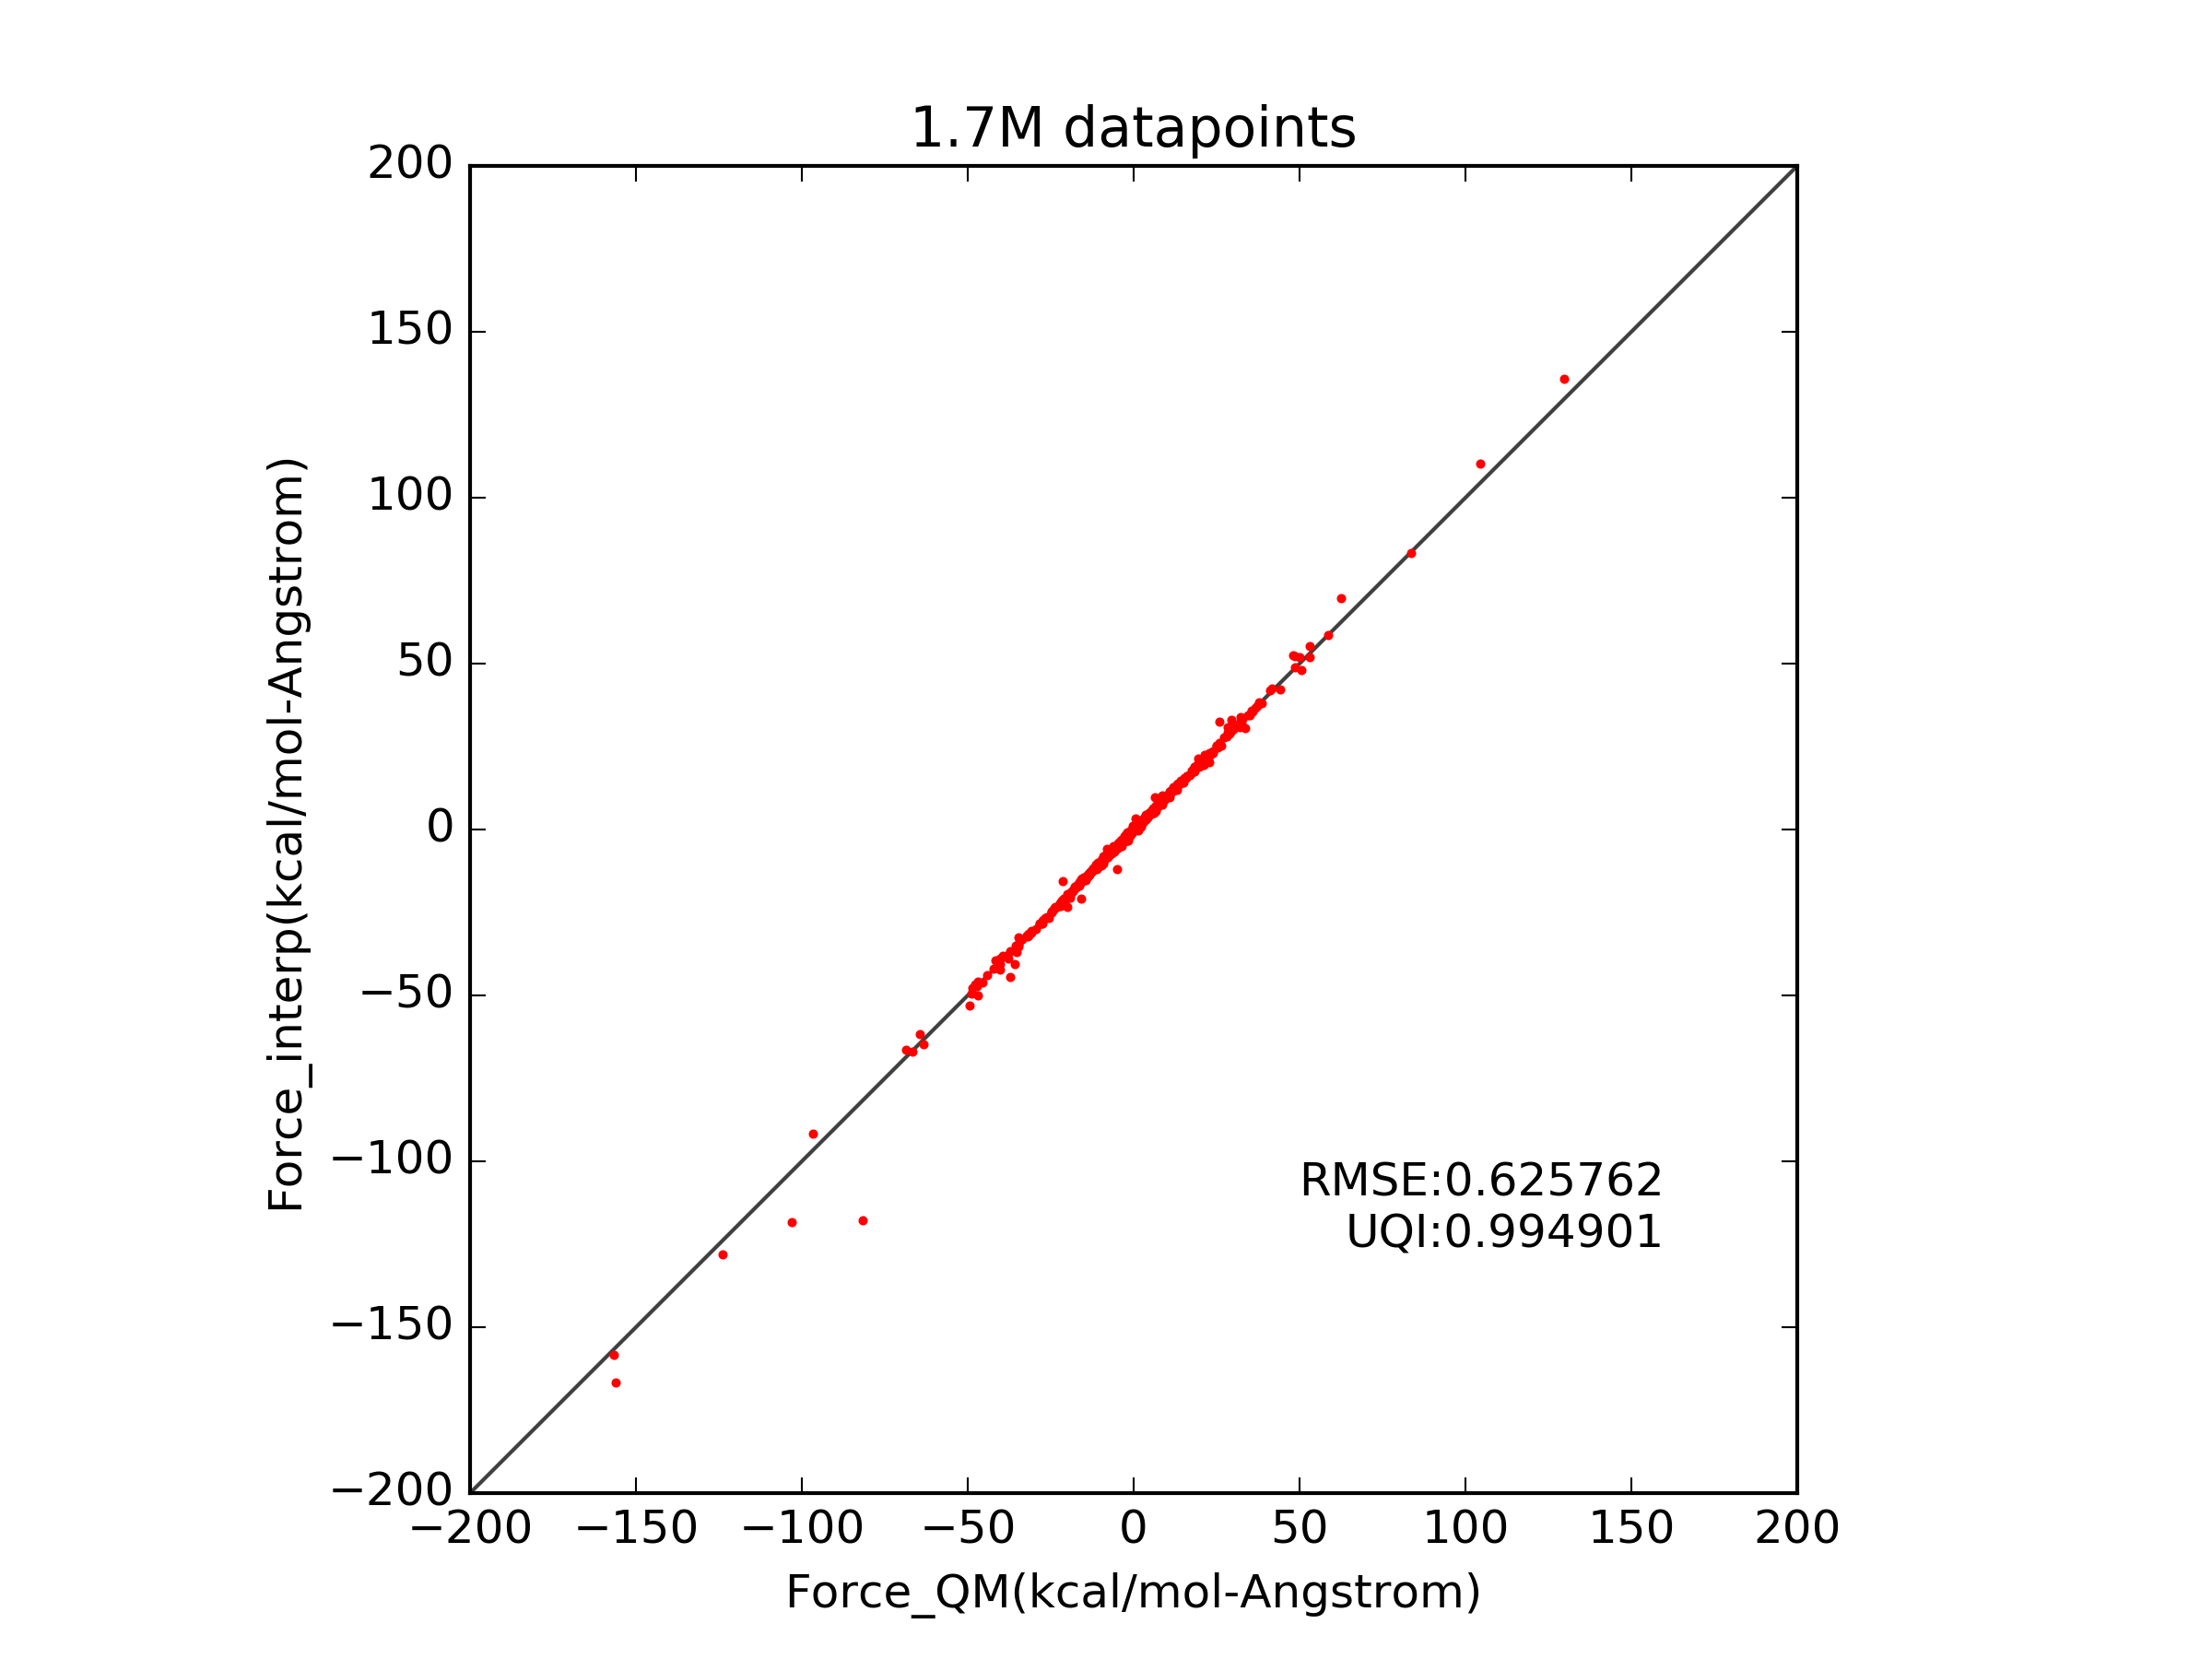 1.7M datapoints
200
150
100
50
0
−50
−100
−150
−200
Force_interp(kcal/mol-Angstrom)
RMSE:0.625762
UQI:0.994901
−200 −150 −100 −50 0 50 100 150 200
Force_QM(kcal/mol-Angstrom)